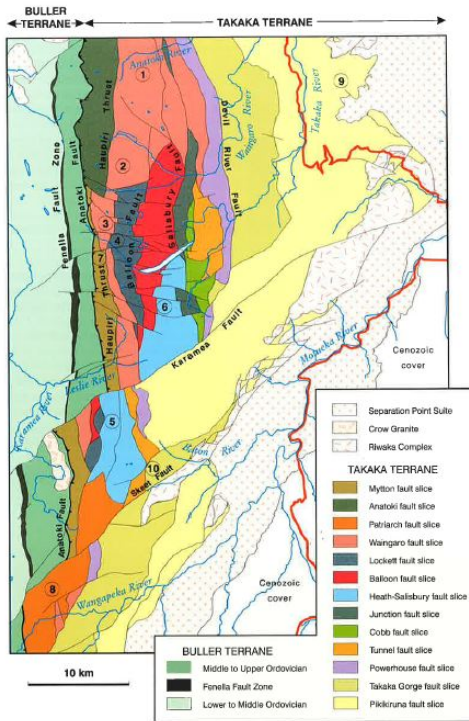 BULLER
TERRANE
TAKAKA TERRANE
Anatoki River
1
9
Thrust
Haupiri
Devil River Fault
Wangaro River
Takaka River
Fenella Fault Zone
Anatoki Fault
2
3
4
7
Balloon Fault
Salisbury Fault
6
Thrust
Haupiri
Karamea Fault
Motueka River
Cenozoic
cover
Leslie River
Karamea River
5
Baton River
10
Skeet Fault
Anatoki Fault
8
Wangapeka River
Cenozoic
cover
10 km
Separation Point Suite
Crow Granite
Riwaka Complex
TAKAKA TERRANE
Mytton fault slice
Anatoki fault slice
Patriarch fault slice
Waingaro fault slice
Lockett fault slice
Balloon fault slice
Heath-Salisbury fault slice
Junction fault slice
Cobb fault slice
Tunnel fault slice
Powerhouse fault slice
Takaka Gorge fault slice
Pikikiruna fault slice
BULLER TERRANE
Middle to Upper Ordovician
Fenella Fault Zone
Lower to Middle Ordovician